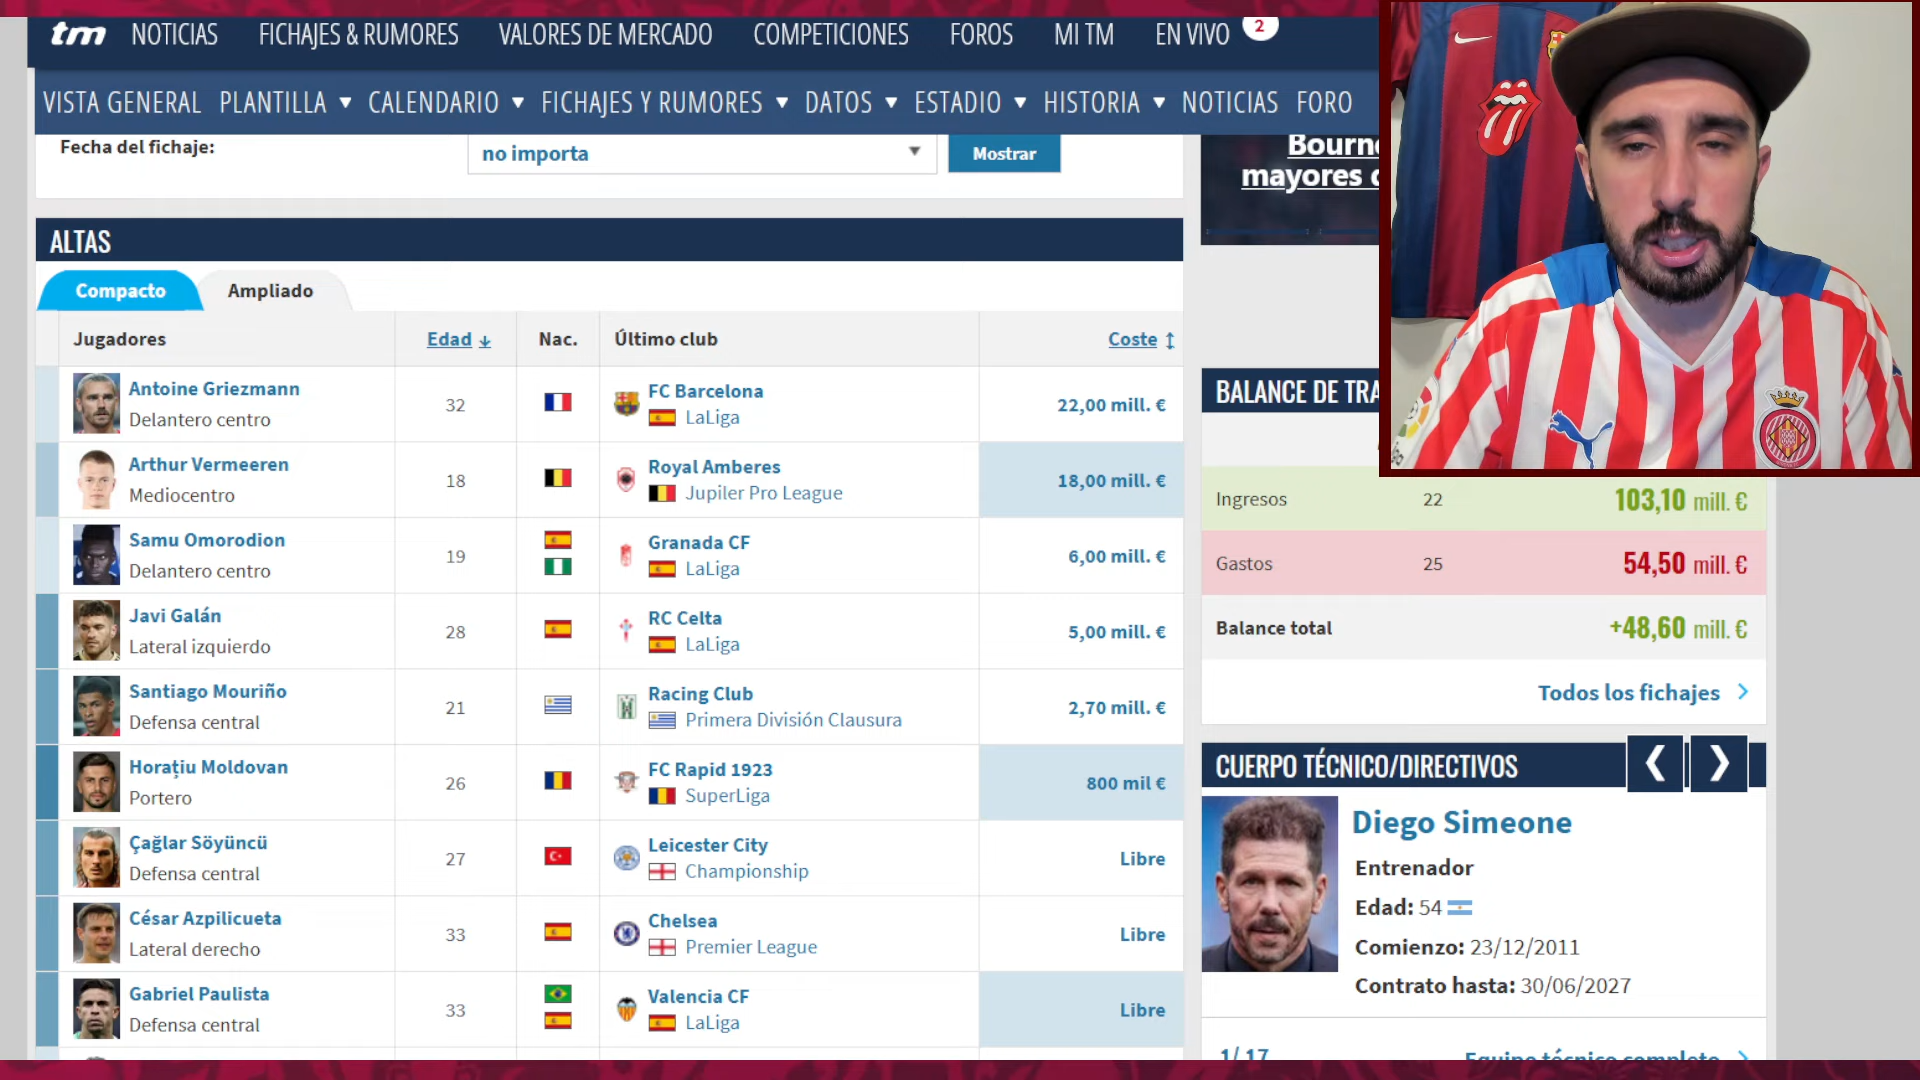 tm NOTICIAS FICHAJES & RUMORES VALORES DE MERCADO COMPETICIONES FOROS MI TM EN VIVO 2
VISTA GENERAL PLANTILLA CALENDARIO FICHAJES Y RUMORES DATOS ESTADIO HISTORIA NOTICIAS FORO
Fecha del fichaje: no importa Mostrar
ALTAS
Compacto Ampliado
Jugadores Edad Nac. Último club Coste
Antoine Griezmann
Delantero centro
32
FC Barcelona
LaLiga
22,00 mill. €
Arthur Vermeeren
Mediocentro
18
Royal Amberes
Jupiler Pro League
18,00 mill. €
Samu Omorodion
Delantero centro
19
Granada CF
LaLiga
6,00 mill. €
Javi Galán
Lateral izquierdo
28
RC Celta
LaLiga
5,00 mill. €
Santiago Mouriño
Defensa central
21
Racing Club
Primera División Clausura
2,70 mill. €
Horațiu Moldovan
Portero
26
FC Rapid 1923
SuperLiga
800 mil €
Çağlar Söyüncü
Defensa central
27
Leicester City
Championship
Libre
César Azpilicueta
Lateral derecho
33
Chelsea
Premier League
Libre
Gabriel Paulista
Defensa central
33
Valencia CF
LaLiga
Libre
mayores
BALANCE DE
Ingresos 22 103,10 mill. €
Gastos 25 54,50 mill. €
Balance total +48,60 mill. €
Todos los fichajes
CUERPO TÉCNICO/DIRECTIVOS
Diego Simeone
Entrenador
Edad: 54
Comienzo: 23/12/2011
Contrato hasta: 30/06/2027
1/ 17 Equipo técnico completo